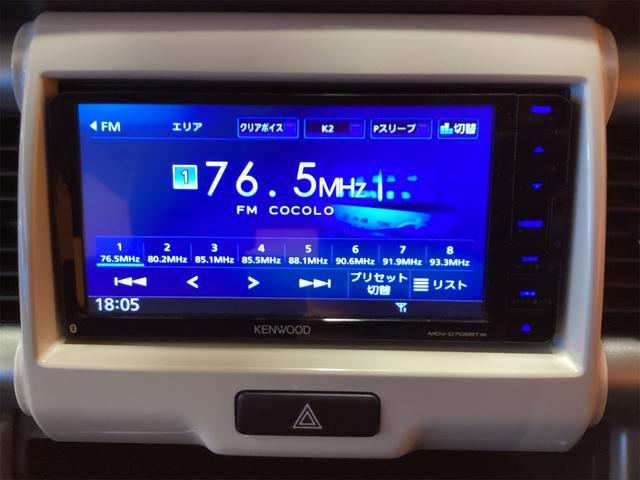 FM エリア クリアボイス K2 Pスリープ 切替
1 76.5MHz
FM COCOLO
1 2 3 4 5 6 7 8
76.5MHz 80.2MHz 85.1MHz 85.5MHz 88.1MHz 90.6MHz 91.9MHz 93.3MHz
プリセット 切替 リスト
18:05
KENWOOD MDV-D706BTW